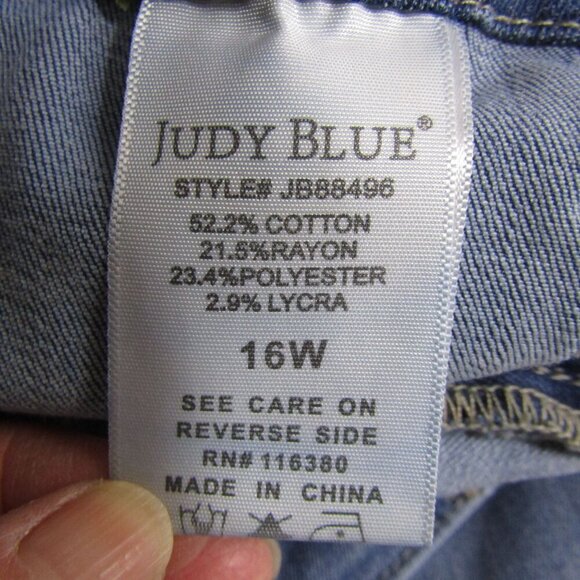 JUDY BLUE®
STYLE# JB88496
52.2% COTTON
21.5%RAYON
23.4%POLYESTER
2.9% LYCRA
16W
SEE CARE ON
REVERSE SIDE
RN# 116380
MADE IN CHINA